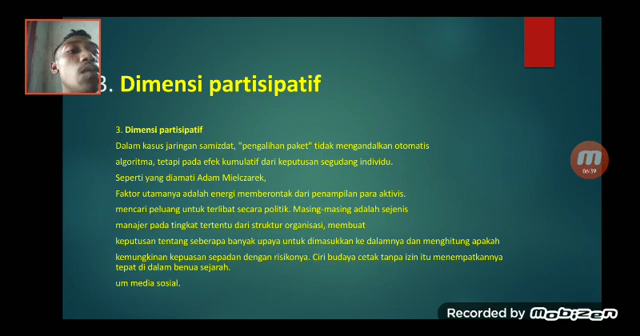 3. Dimensi partisipatif
3. Dimensi partisipatif
Dalam kasus jaringan samizdat, "pengalihan paket" tidak mengandalkan otomatis
algoritma, tetapi pada efek kumulatif dari keputusan segudang individu.
Seperti yang diamati Adam Mielczarek,
Faktor utamanya adalah energi memberontak dari penampilan para aktivis.
mencari peluang untuk terlibat secara politik. Masing-masing adalah sejenis
manajer pada tingkat tertentu dari struktur organisasi, membuat
keputusan tentang seberapa banyak upaya untuk dimasukkan ke dalamnya dan menghitung apakah
kemungkinan kepuasan sepadan dengan risikonya. Ciri budaya cetak tanpa izin itu menempatkannya
tepat di dalam benua sejarah.
um media sosial.
06:39
Recorded by Mobizen